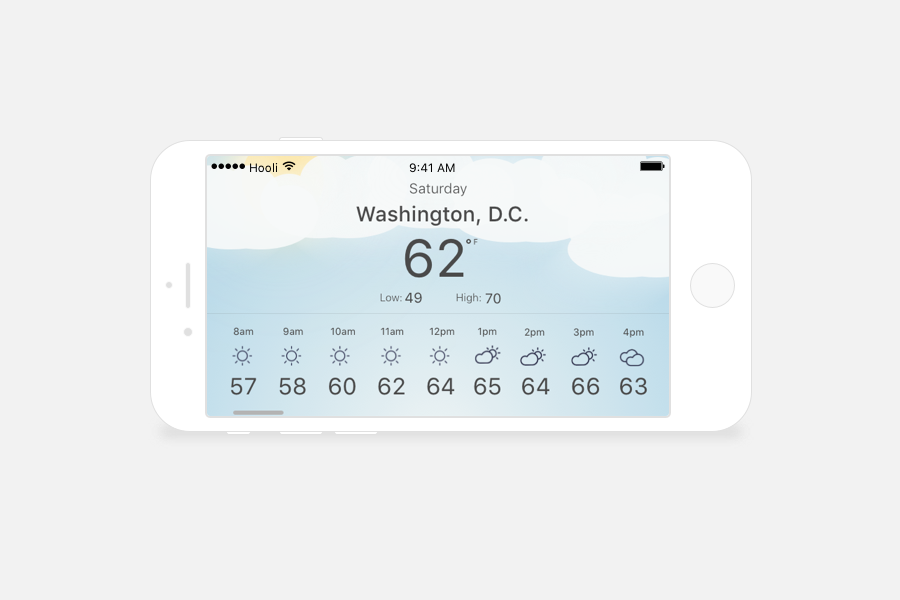 Hooli 9:41 AM
Saturday
Washington, D.C.
62°F
Low: 49 High: 70
8am 9am 10am 11am 12pm 1pm 2pm 3pm 4pm
57 58 60 62 64 65 64 66 63